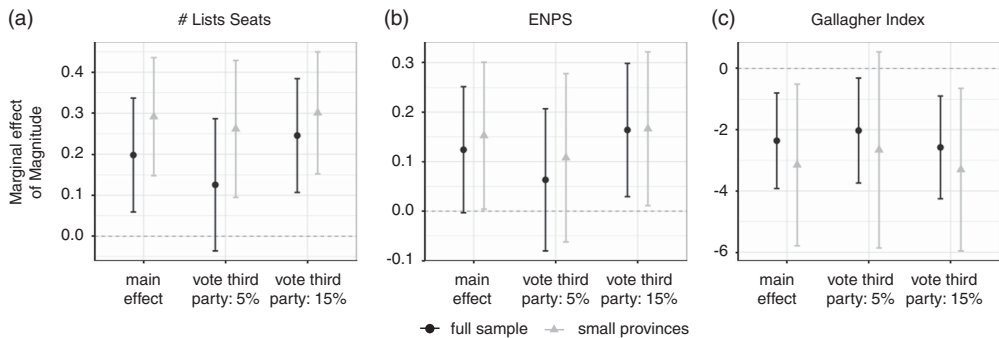 (a)
# Lists Seats
(b)
ENPS
(c)
Gallagher Index
Marginal effect
of Magnitude
0.4
0.3
0.2
0.1
0.0
main
effect
vote third
party: 5%
vote third
party: 15%
0.3
0.2
0.1
0.0
-0.1
main
effect
vote third
party: 5%
vote third
party: 15%
0
-2
-4
-6
main
effect
vote third
party: 5%
vote third
party: 15%
full sample
small provinces